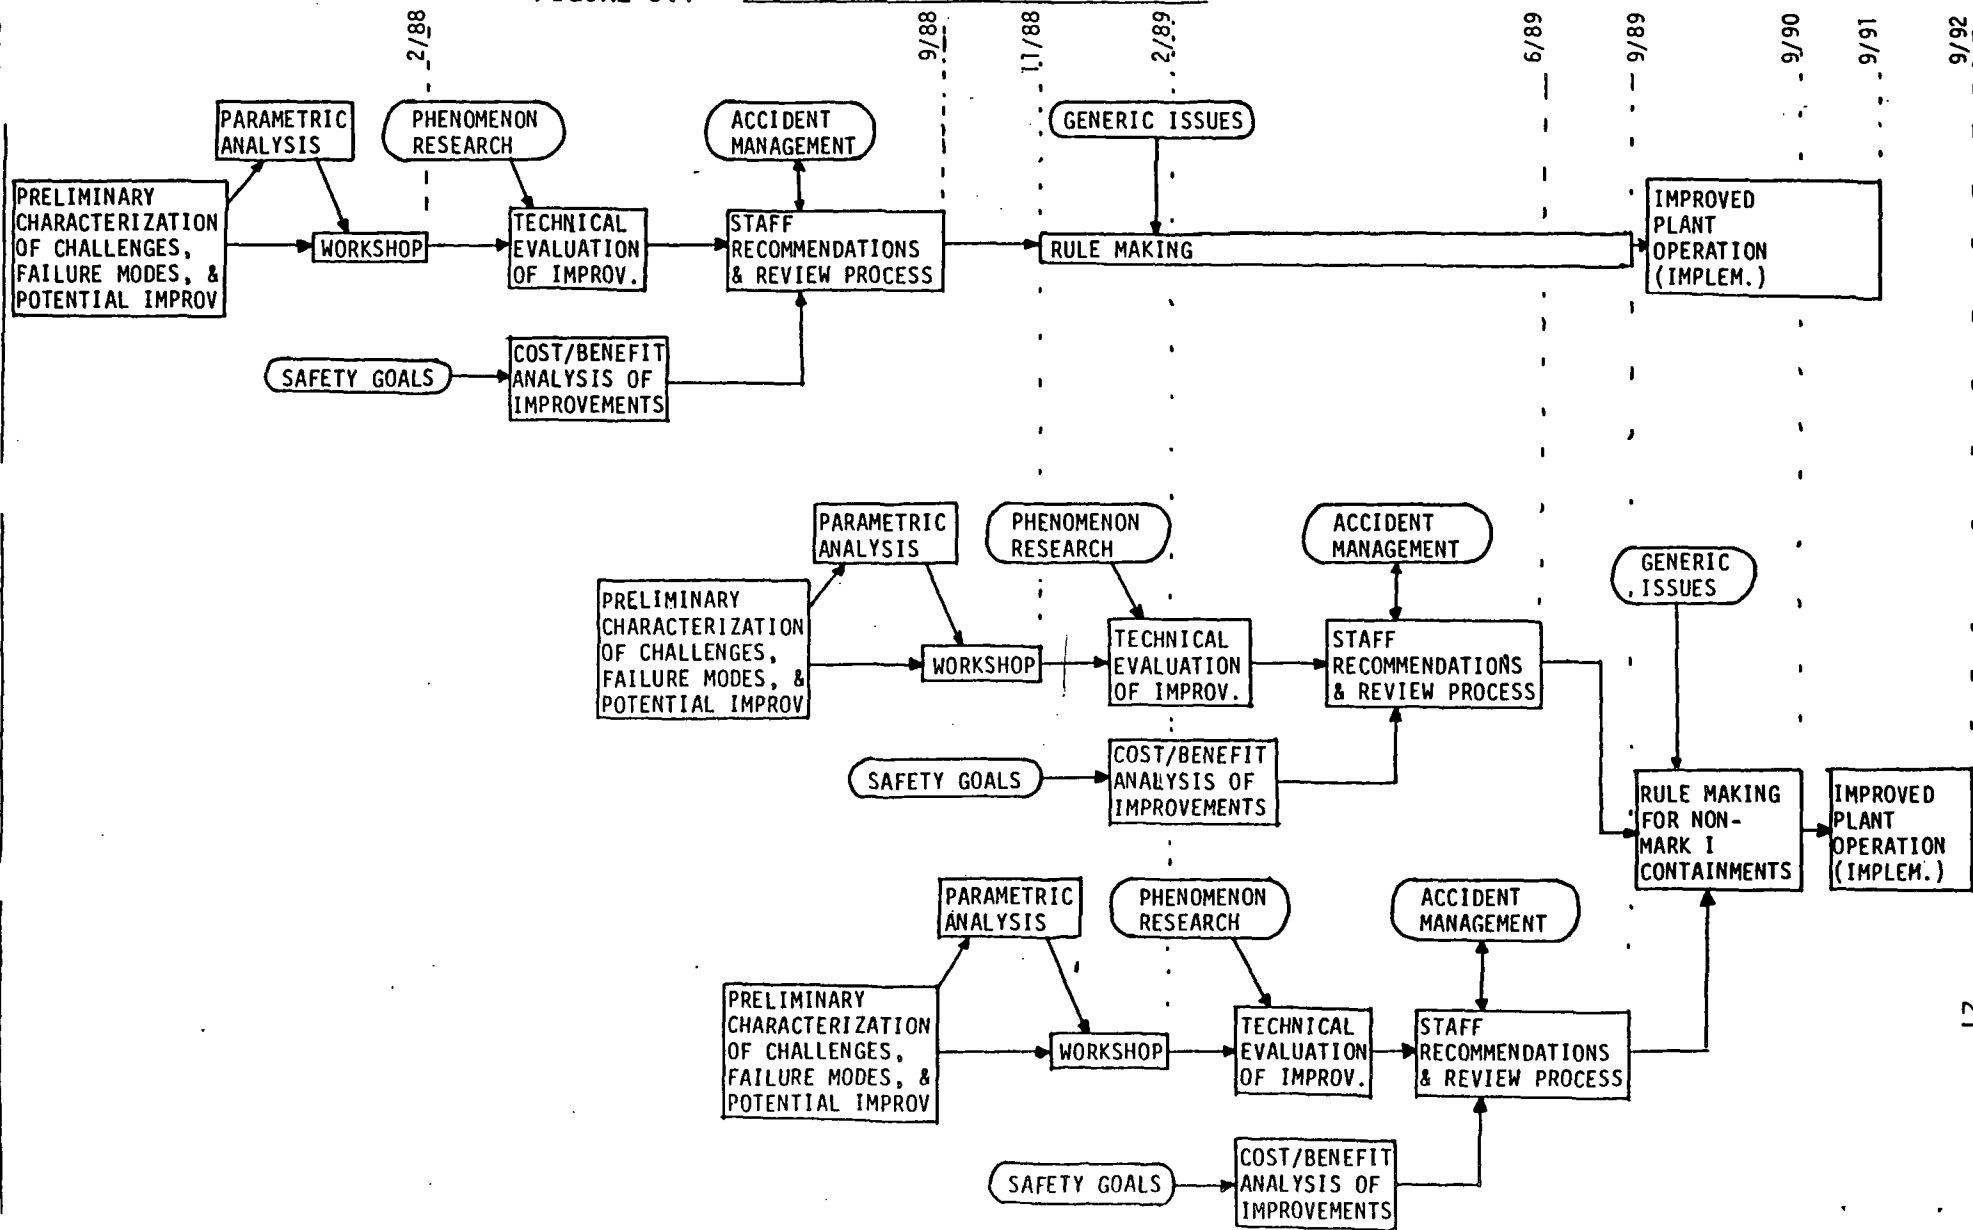 2/88
9/88
11/88
2/89
6/89
9/89
9/90
9/91
9/92
PARAMETRIC
ANALYSIS
PHENOMENON
RESEARCH
ACCIDENT
MANAGEMENT
GENERIC ISSUES
PRELIMINARY
CHARACTERIZATION
OF CHALLENGES,
FAILURE MODES, &
POTENTIAL IMPROV
WORKSHOP
TECHNICAL
EVALUATION
OF IMPROV.
STAFF
RECOMMENDATIONS
& REVIEW PROCESS
RULE MAKING
IMPROVED
PLANT
OPERATION
(IMPLEM.)
SAFETY GOALS
COST/BENEFIT
ANALYSIS OF
IMPROVEMENTS
PARAMETRIC
ANALYSIS
PHENOMENON
RESEARCH
ACCIDENT
MANAGEMENT
GENERIC
ISSUES
PRELIMINARY
CHARACTERIZATION
OF CHALLENGES,
FAILURE MODES, &
POTENTIAL IMPROV
WORKSHOP
TECHNICAL
EVALUATION
OF IMPROV.
STAFF
RECOMMENDATIONS
& REVIEW PROCESS
SAFETY GOALS
COST/BENEFIT
ANALYSIS OF
IMPROVEMENTS
RULE MAKING
FOR NON-
MARK I
CONTAINMENTS
IMPROVED
PLANT
OPERATION
(IMPLEM.)
PARAMETRIC
ANALYSIS
PHENOMENON
RESEARCH
ACCIDENT
MANAGEMENT
PRELIMINARY
CHARACTERIZATION
OF CHALLENGES,
FAILURE MODES, &
POTENTIAL IMPROV
WORKSHOP
TECHNICAL
EVALUATION
OF IMPROV.
STAFF
RECOMMENDATIONS
& REVIEW PROCESS
SAFETY GOALS
COST/BENEFIT
ANALYSIS OF
IMPROVEMENTS